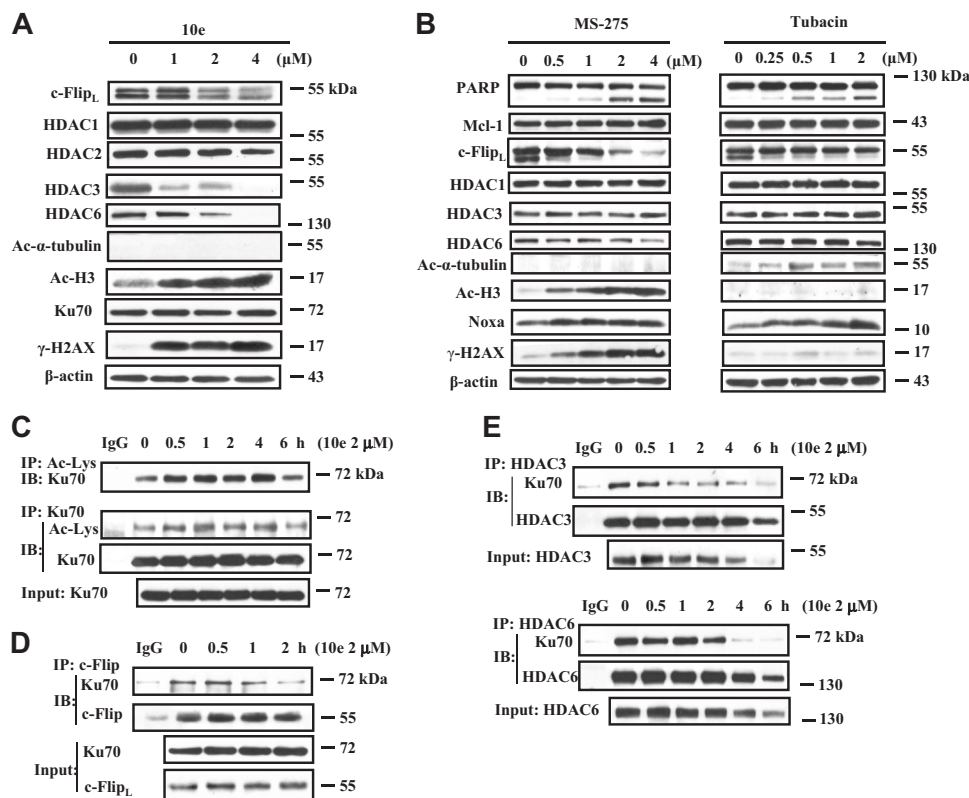 A
10e
0 1 2 4 (μM)
c-Flip_L 55 kDa
HDAC1 55
HDAC2 55
HDAC3 55
HDAC6 130
Ac-α-tubulin 55
Ac-H3 17
Ku70 72
γ-H2AX 17
β-actin 43
B
MS-275 Tubacin
0 0.5 1 2 4 (μM) 0 0.25 0.5 1 2 (μM)
PARP 130 kDa
Mcl-1 43
c-Flip_L 55
HDAC1 55
HDAC3 55
HDAC6 130
Ac-α-tubulin 55
Ac-H3 17
Noxa 10
γ-H2AX 17
β-actin 43
C
IgG 0 0.5 1 2 4 6 h (10e 2 μM)
IP: Ac-Lys
IB: Ku70 72 kDa
IP: Ku70 72
Ac-Lys
IB:
Ku70 72
Input: Ku70 72
D
IgG 0 0.5 1 2 h (10e 2 μM)
IP: c-Flip
Ku70 72 kDa
IB:
c-Flip 55
Ku70 72
Input:
c-Flip_L 55
E
IgG 0 0.5 1 2 4 6 h (10e 2 μM)
IP: HDAC3
Ku70 72 kDa
IB:
HDAC3 55
Input: HDAC3 55
IgG 0 0.5 1 2 4 6 h (10e 2 μM)
IP: HDAC6
Ku70 72 kDa
IB:
HDAC6 130
Input: HDAC6 130